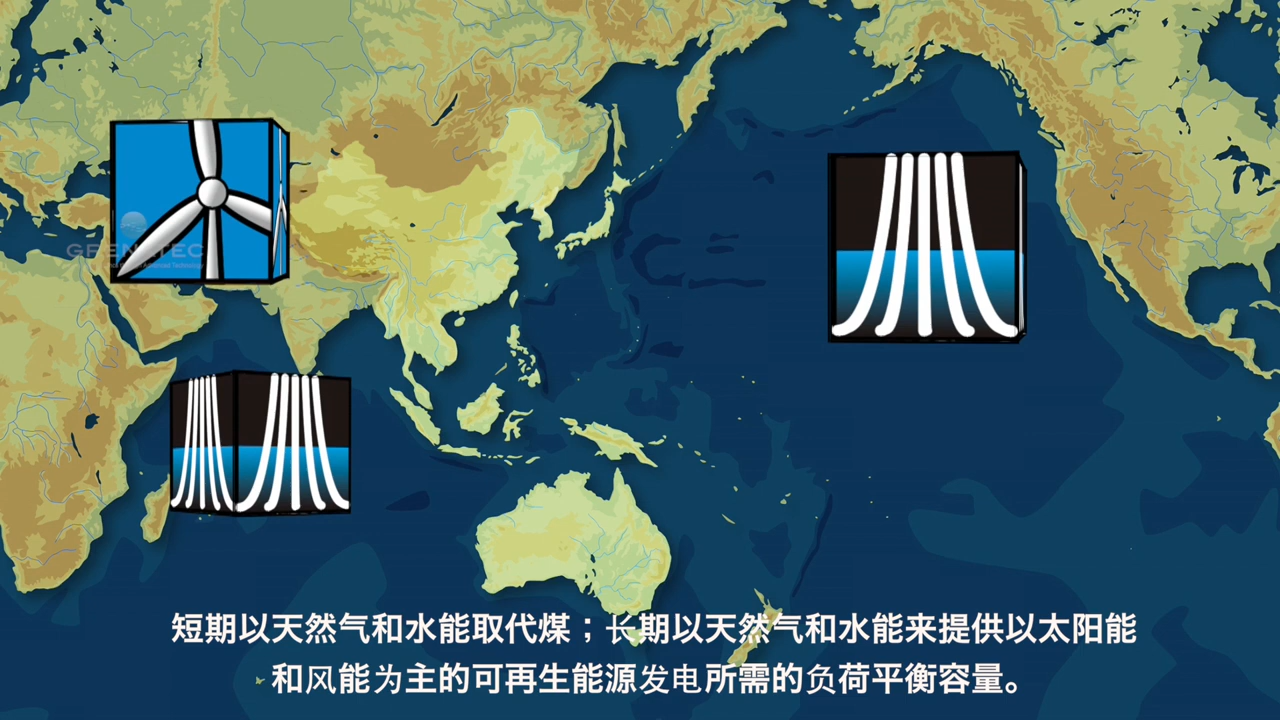 短期以天然气和水能取代煤；长期以天然气和水能来提供以太阳能
和风能为主的可再生能源发电所需的负荷平衡容量。